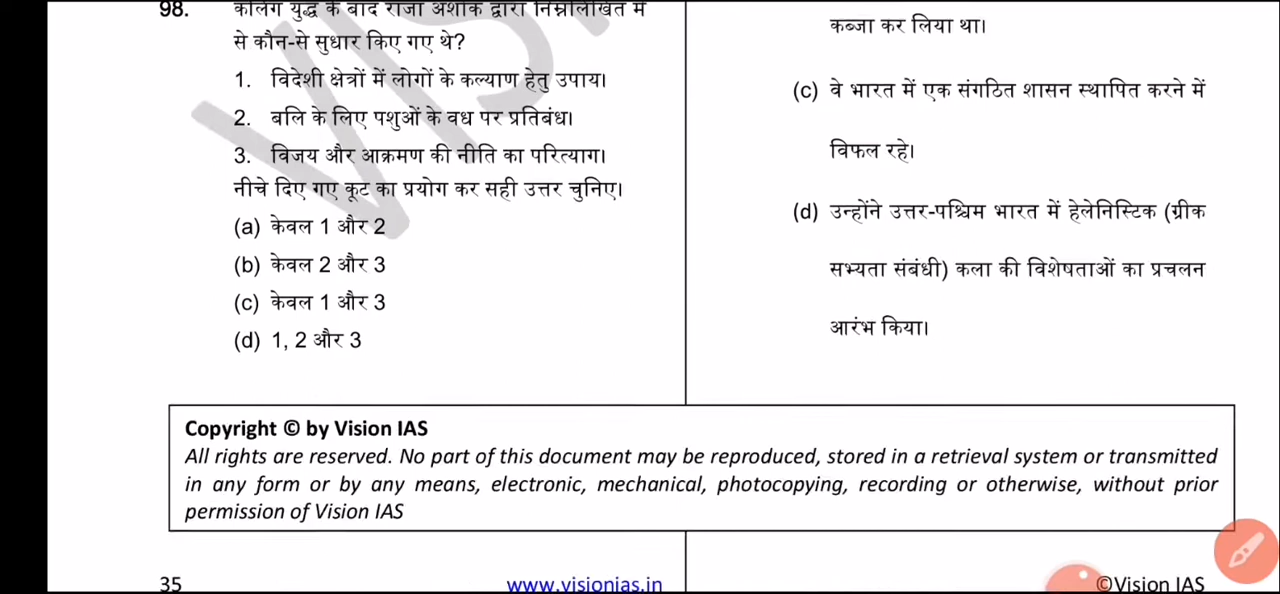 98. कलिंग युद्ध के बाद राजा अशोक द्वारा निम्नलिखित में
से कौन-से सुधार किए गए थे?
1. विदेशी क्षेत्रों में लोगों के कल्याण हेतु उपाय।
2. बलि के लिए पशुओं के वध पर प्रतिबंध।
3. विजय और आक्रमण की नीति का परित्याग।
नीचे दिए गए कूट का प्रयोग कर सही उत्तर चुनिए।
(a) केवल 1 और 2
(b) केवल 2 और 3
(c) केवल 1 और 3
(d) 1, 2 और 3
कब्जा कर लिया था।
(c) वे भारत में एक संगठित शासन स्थापित करने में
विफल रहे।
(d) उन्होंने उत्तर-पश्चिम भारत में हेलेनिस्टिक (ग्रीक
सभ्यता संबंधी) कला की विशेषताओं का प्रचलन
आरंभ किया।
Copyright © by Vision IAS
All rights are reserved. No part of this document may be reproduced, stored in a retrieval system or transmitted
in any form or by any means, electronic, mechanical, photocopying, recording or otherwise, without prior
permission of Vision IAS
35 www.visionias.in ©Vision IAS